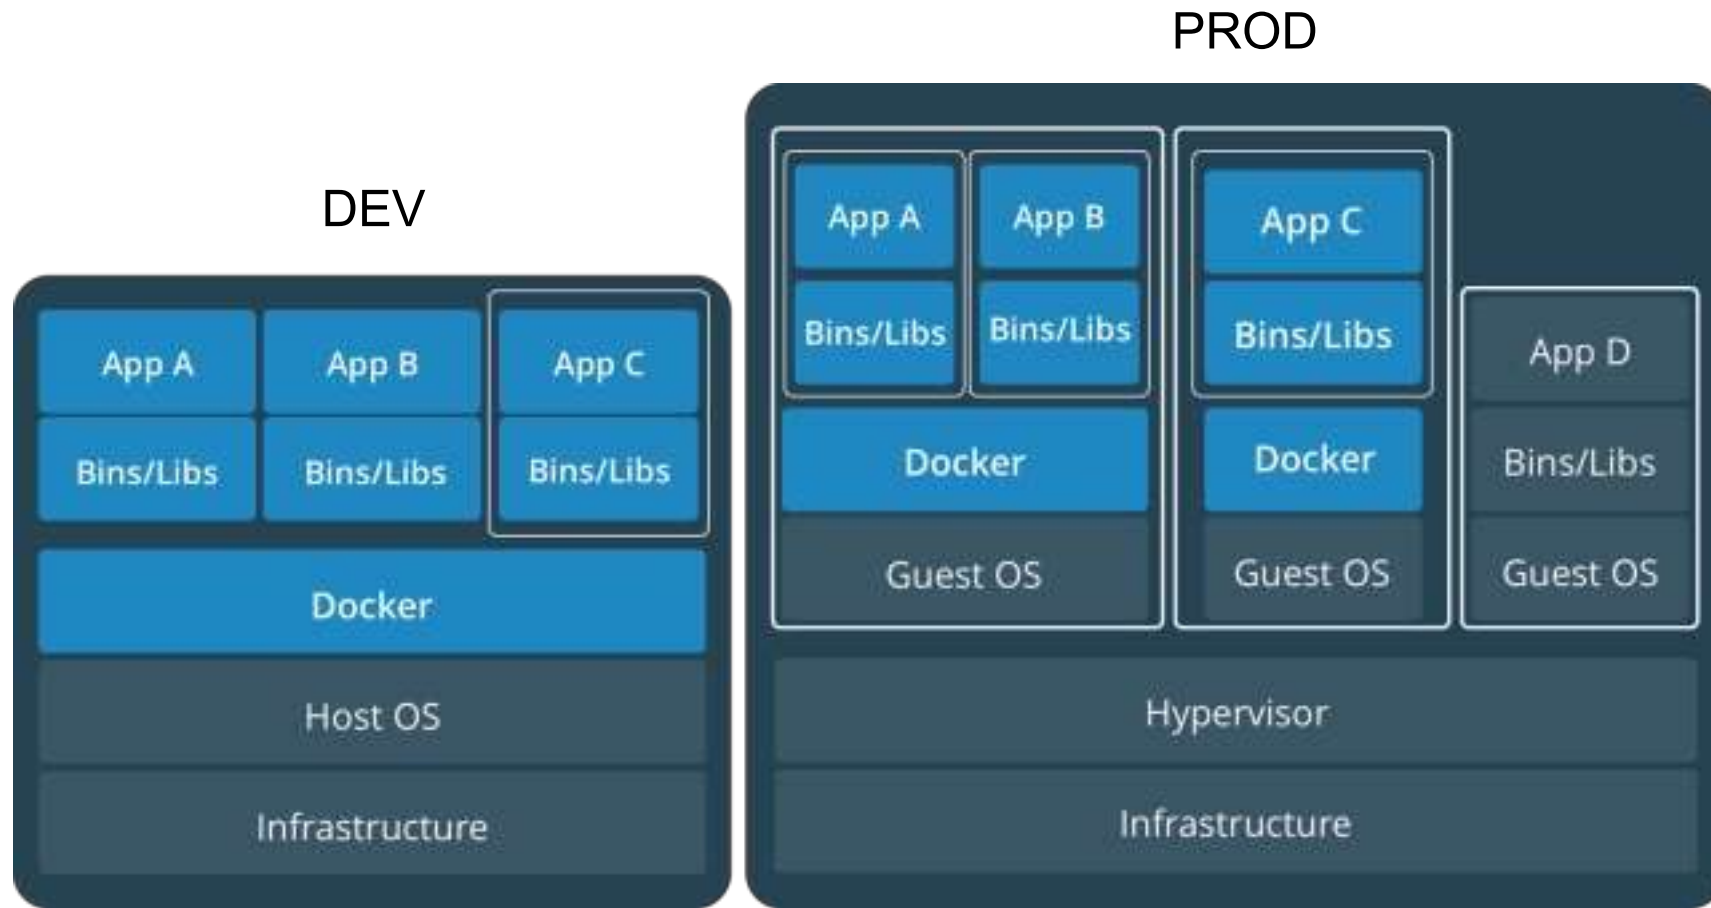 PROD
DEV
App A
App B
App C
Bins/Libs
Bins/Libs
Bins/Libs
Docker
Host OS
Infrastructure
App A
App B
App C
Bins/Libs
Bins/Libs
Bins/Libs
App D
Docker
Docker
Bins/Libs
Guest OS
Guest OS
Guest OS
Hypervisor
Infrastructure